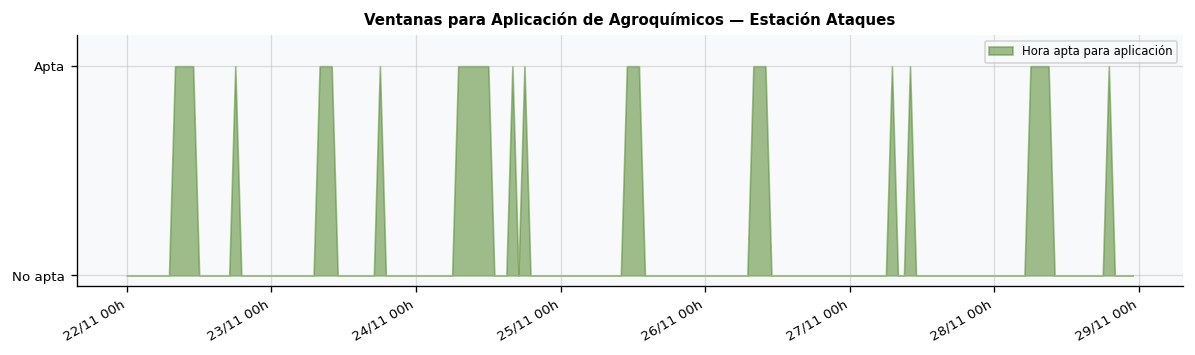 Ventanas para Aplicación de Agroquímicos — Estación Ataques
Hora apta para aplicación
Apta
No apta
22/11 00h
23/11 00h
24/11 00h
25/11 00h
26/11 00h
27/11 00h
28/11 00h
29/11 00h